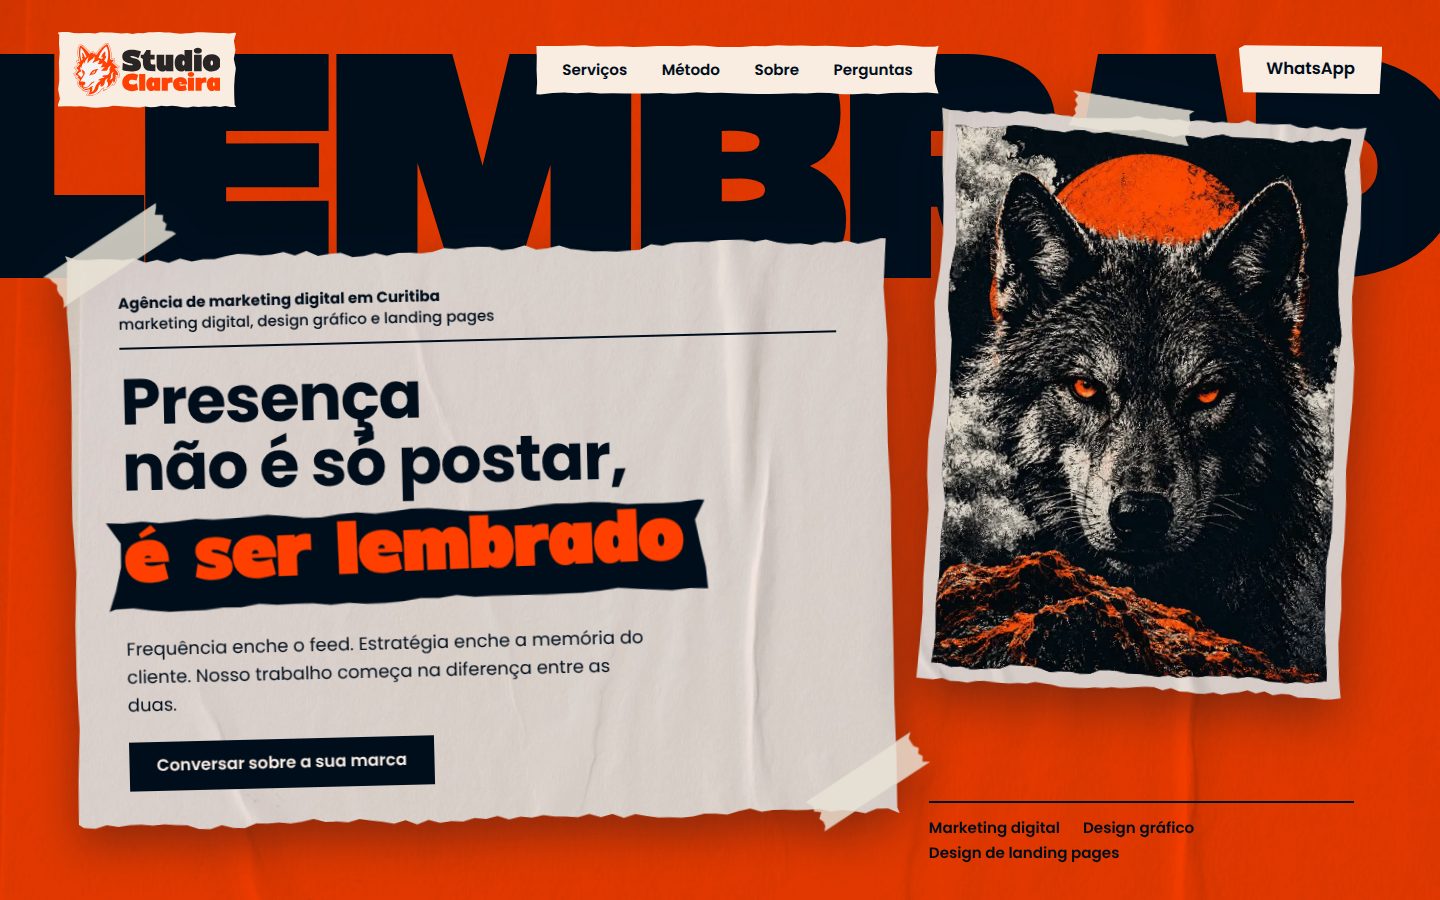 Studio
Clareira
Serviços Método Sobre Perguntas
WhatsApp
LEMBRAD
Agência de marketing digital em Curitiba
marketing digital, design gráfico e landing pages
Presença
não é só postar,
é ser lembrado
Frequência enche o feed. Estratégia enche a memória do
cliente. Nosso trabalho começa na diferença entre as
duas.
Conversar sobre a sua marca
Marketing digital Design gráfico
Design de landing pages